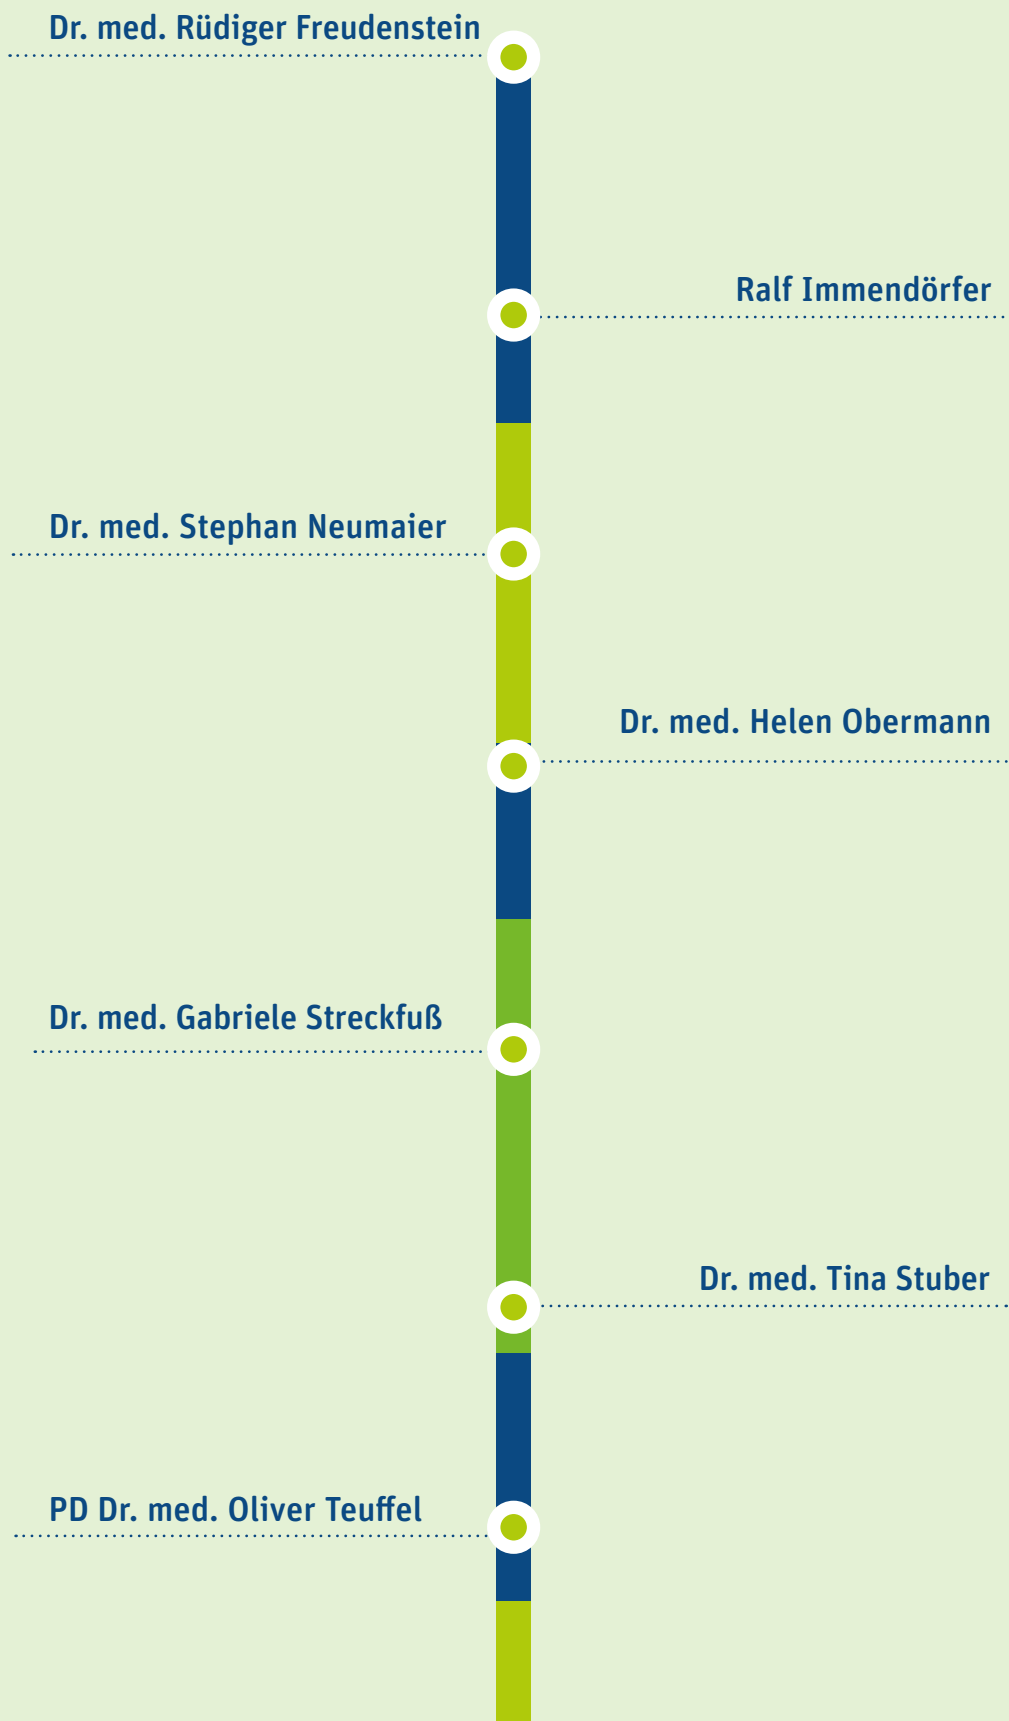 Dr. med. Rüdiger Freudenstein
Ralf Immendörfer
Dr. med. Stephan Neumaier
Dr. med. Helen Obermann
Dr. med. Gabriele Streckfuß
Dr. med. Tina Stuber
PD Dr. med. Oliver Teuffel